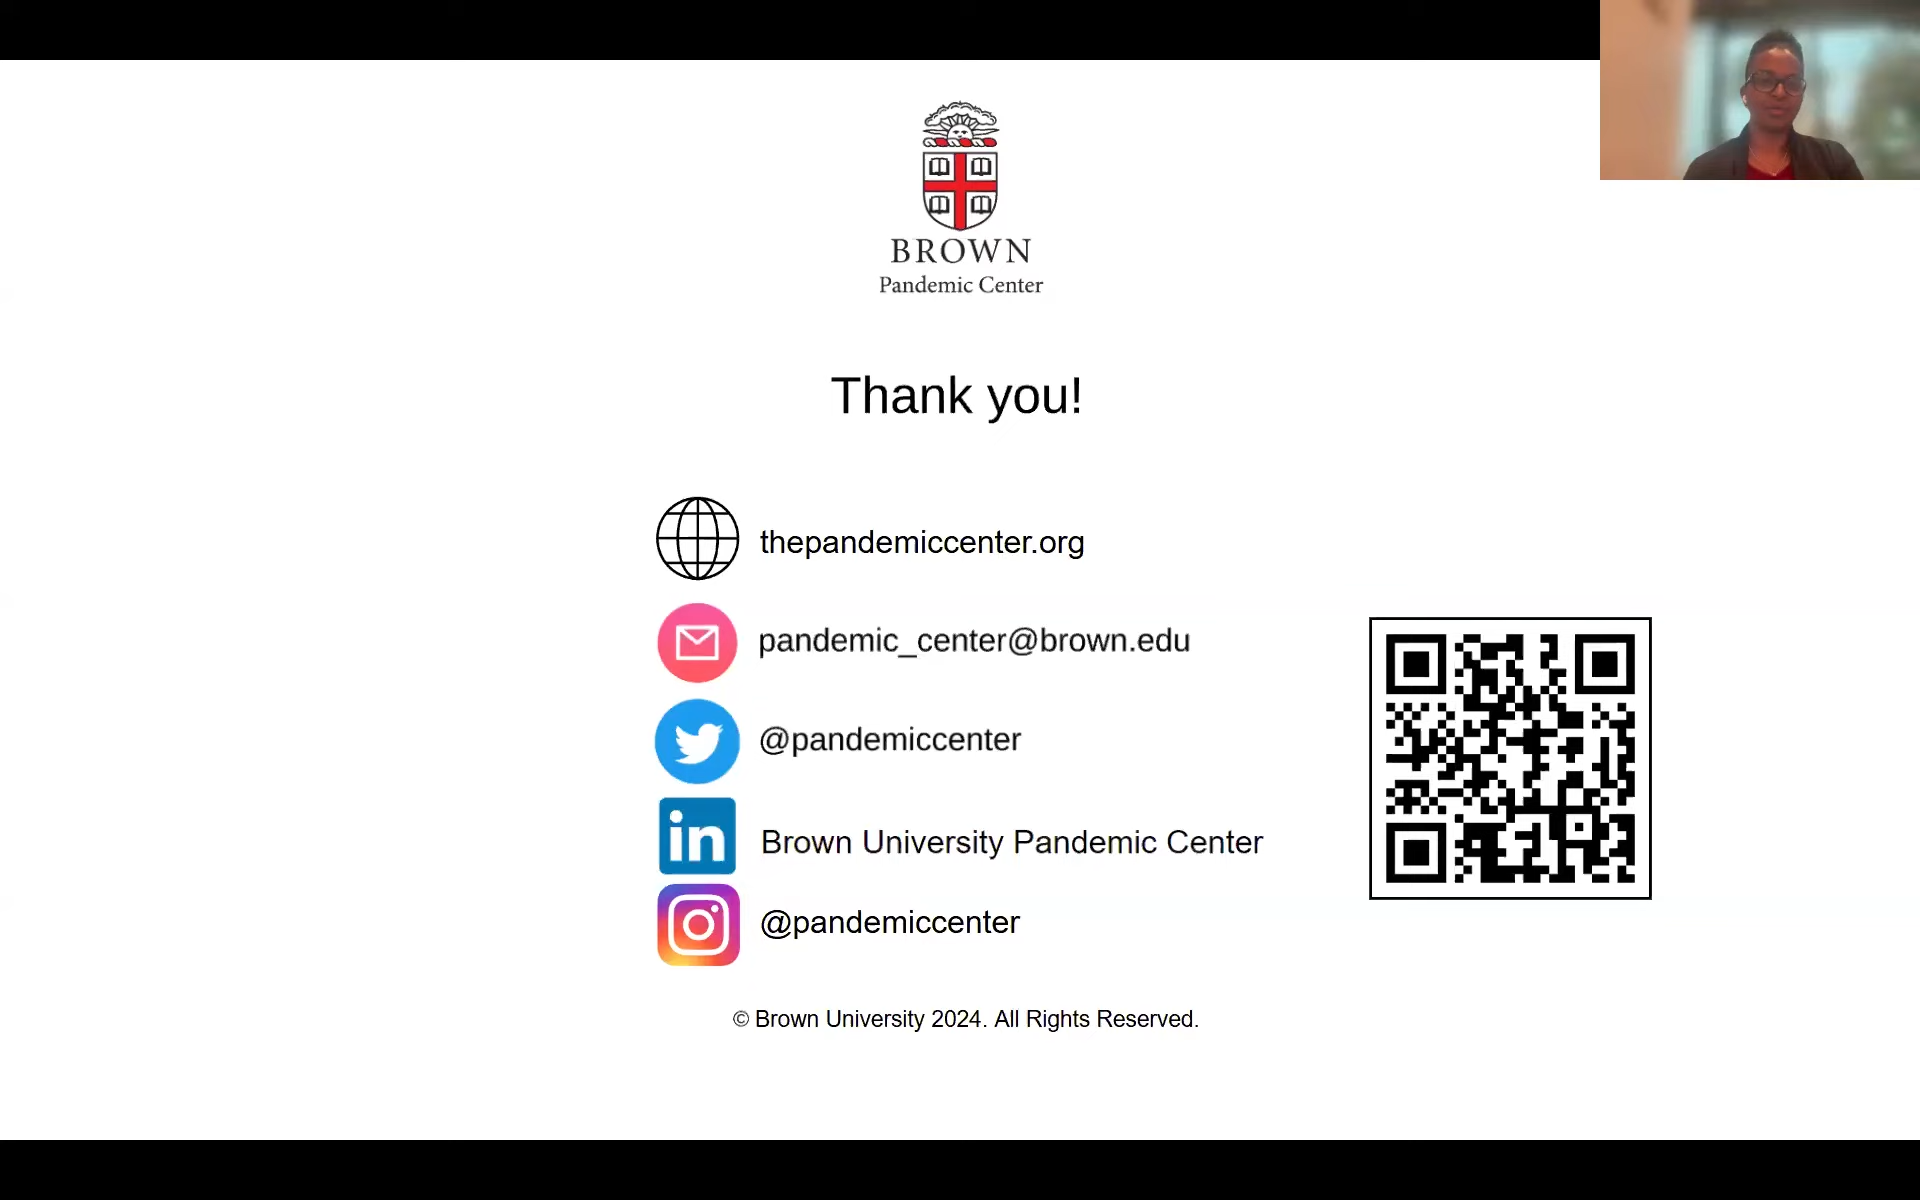 BROWN
Pandemic Center
Thank you!
thepandemiccenter.org
pandemic_center@brown.edu
@pandemiccenter
in
Brown University Pandemic Center
@pandemiccenter
© Brown University 2024. All Rights Reserved.